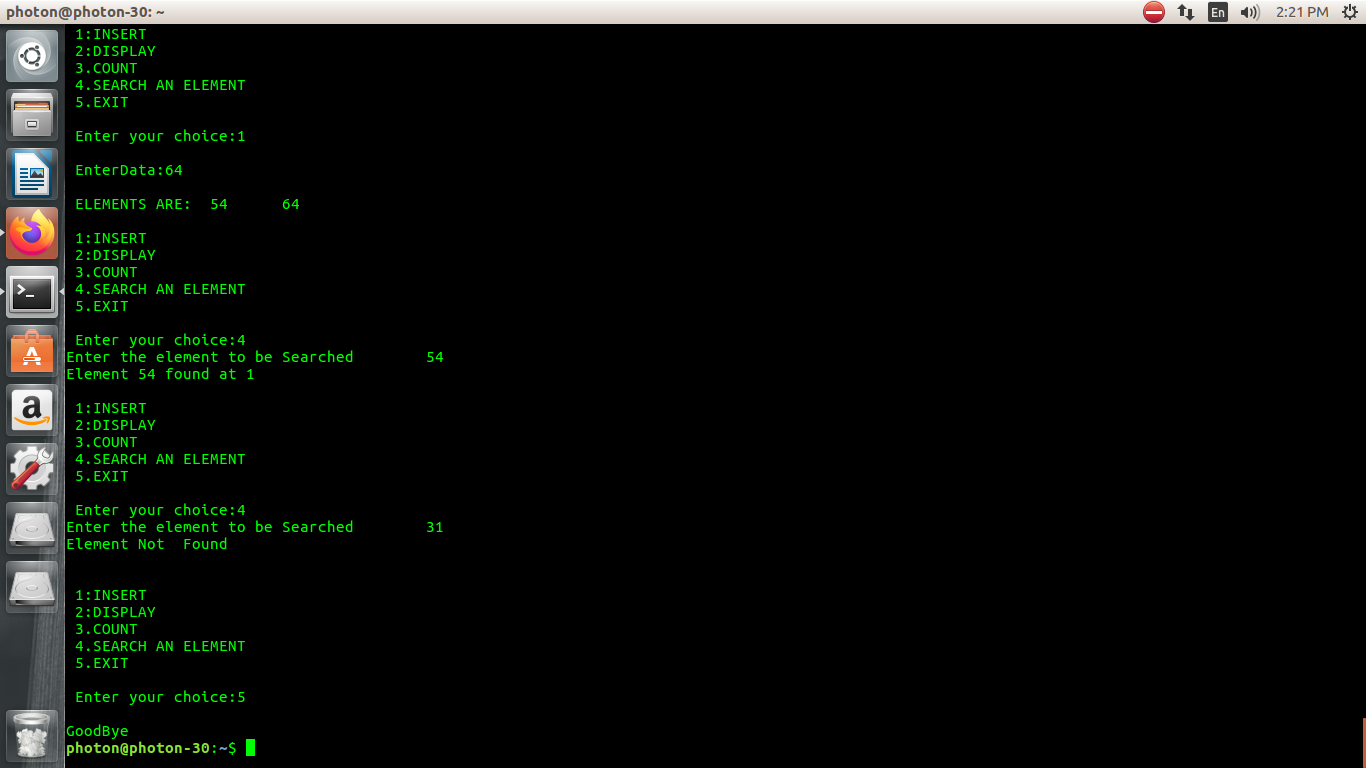 photon@photon-30: ~
En 2:21 PM
1:INSERT
2:DISPLAY
3.COUNT
4.SEARCH AN ELEMENT
5.EXIT
Enter your choice:1
EnterData:64
ELEMENTS ARE: 54 64
1:INSERT
2:DISPLAY
3.COUNT
4.SEARCH AN ELEMENT
5.EXIT
Enter your choice:4
Enter the element to be Searched 54
Element 54 found at 1
1:INSERT
2:DISPLAY
3.COUNT
4.SEARCH AN ELEMENT
5.EXIT
Enter your choice:4
Enter the element to be Searched 31
Element Not  Found
1:INSERT
2:DISPLAY
3.COUNT
4.SEARCH AN ELEMENT
5.EXIT
Enter your choice:5
GoodBye
photon@photon-30:~$